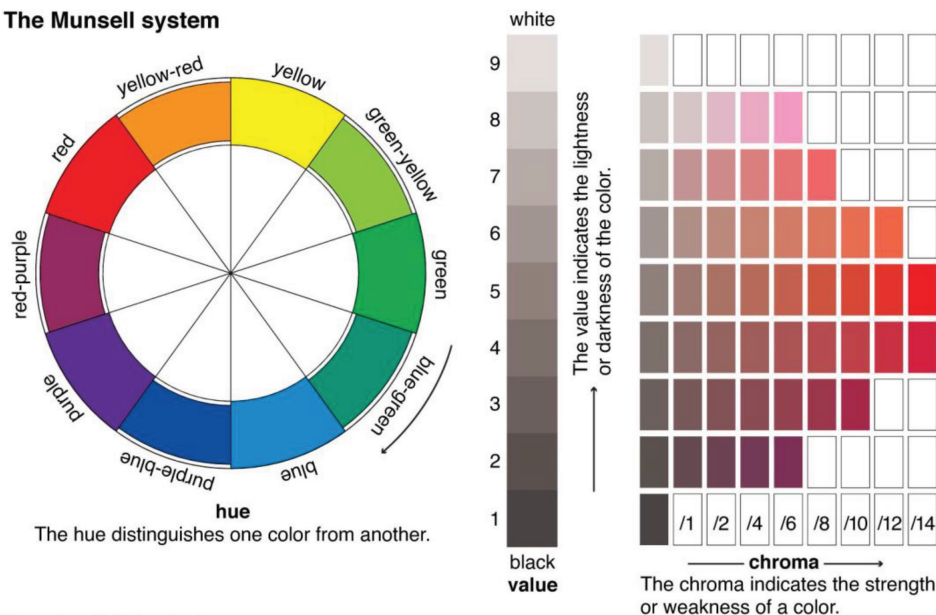 The Munsell system
yellow-red
yellow
green-yellow
green
blue-green
blue
purple-blue
purple
red-purple
red
hue
The hue distinguishes one color from another.
white
9
8
7
6
5
4
3
2
1
black
value
The value indicates the lightness
or darkness of the color.
/1 /2 /4 /6 /8 /10 /12 /14
chroma
The chroma indicates the strength
or weakness of a color.